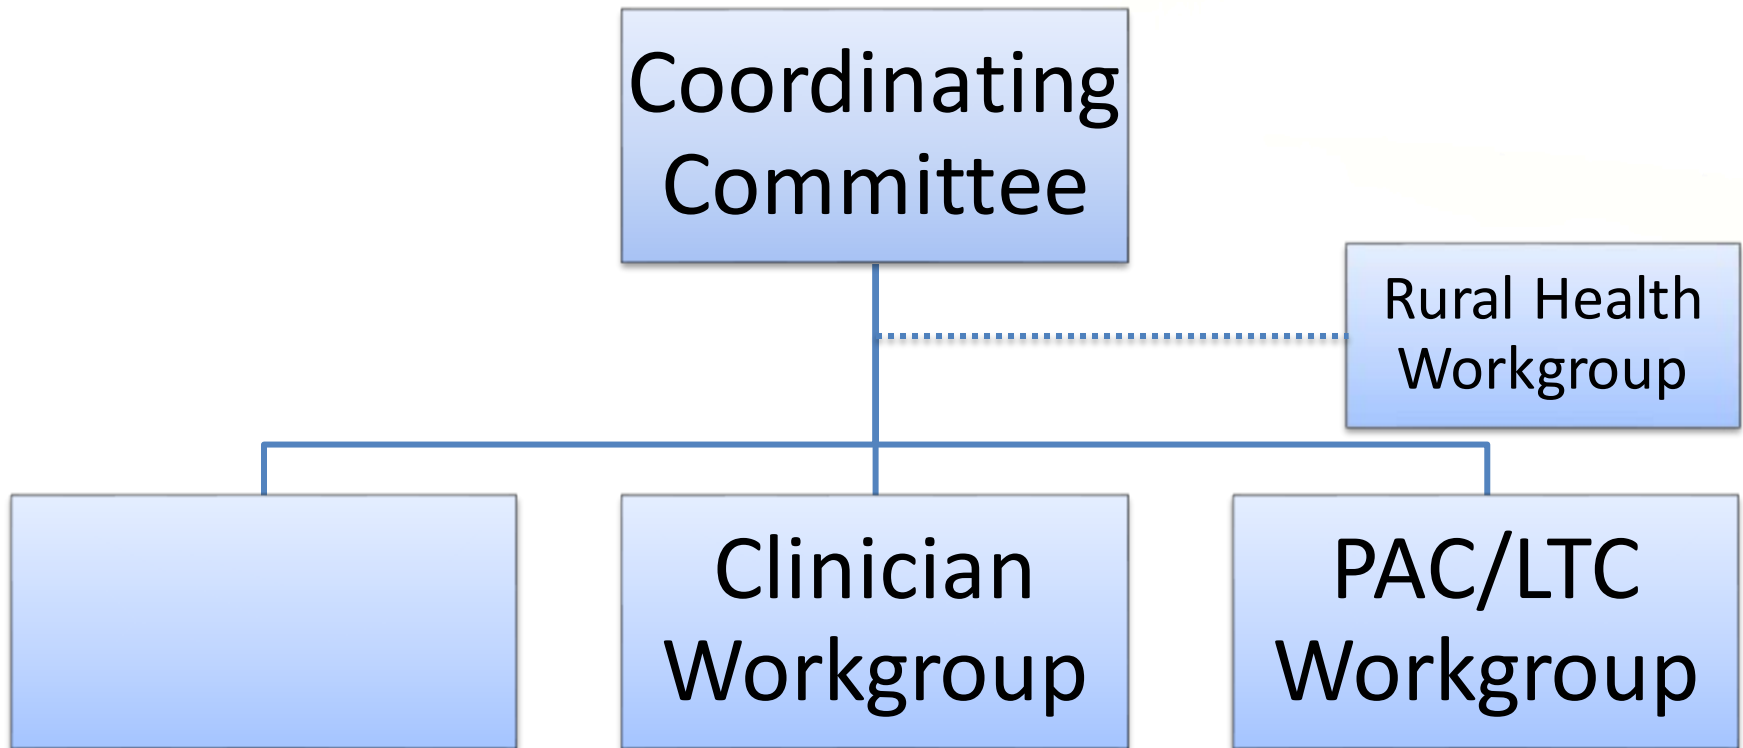 Coordinating
Committee
Rural Health
Workgroup
Clinician
Workgroup
PAC/LTC
Workgroup